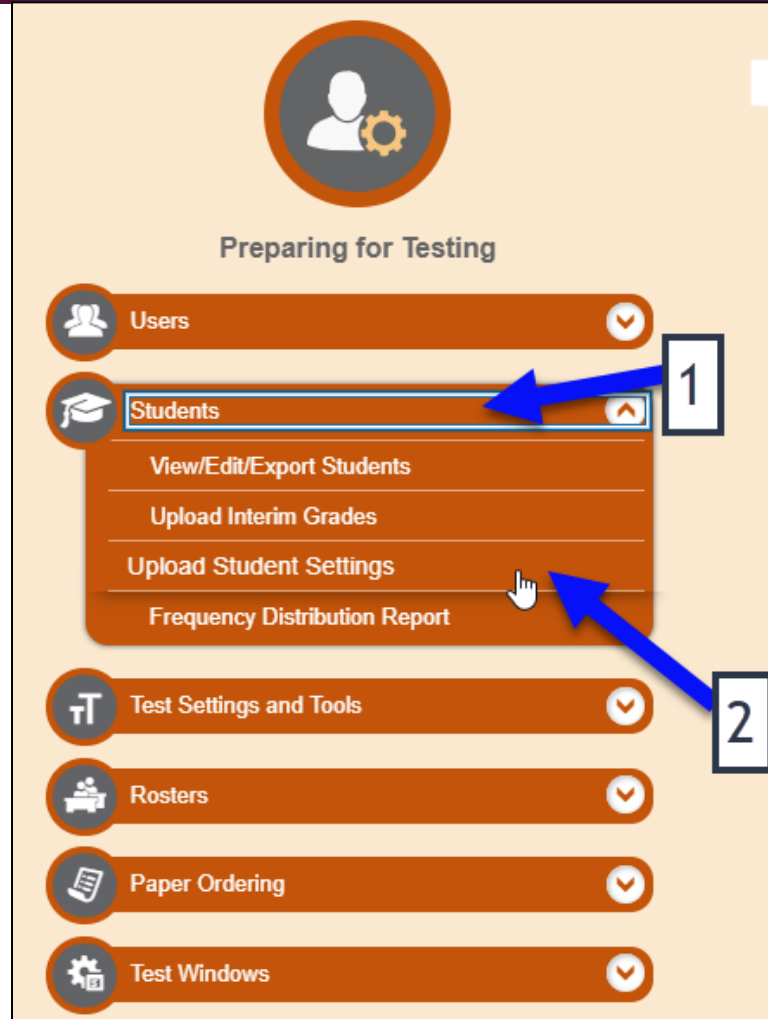 Preparing for Testing
Users
1
Students
View/Edit/Export Students
Upload Interim Grades
Upload Student Settings
Frequency Distribution Report
2
Test Settings and Tools
Rosters
Paper Ordering
Test Windows